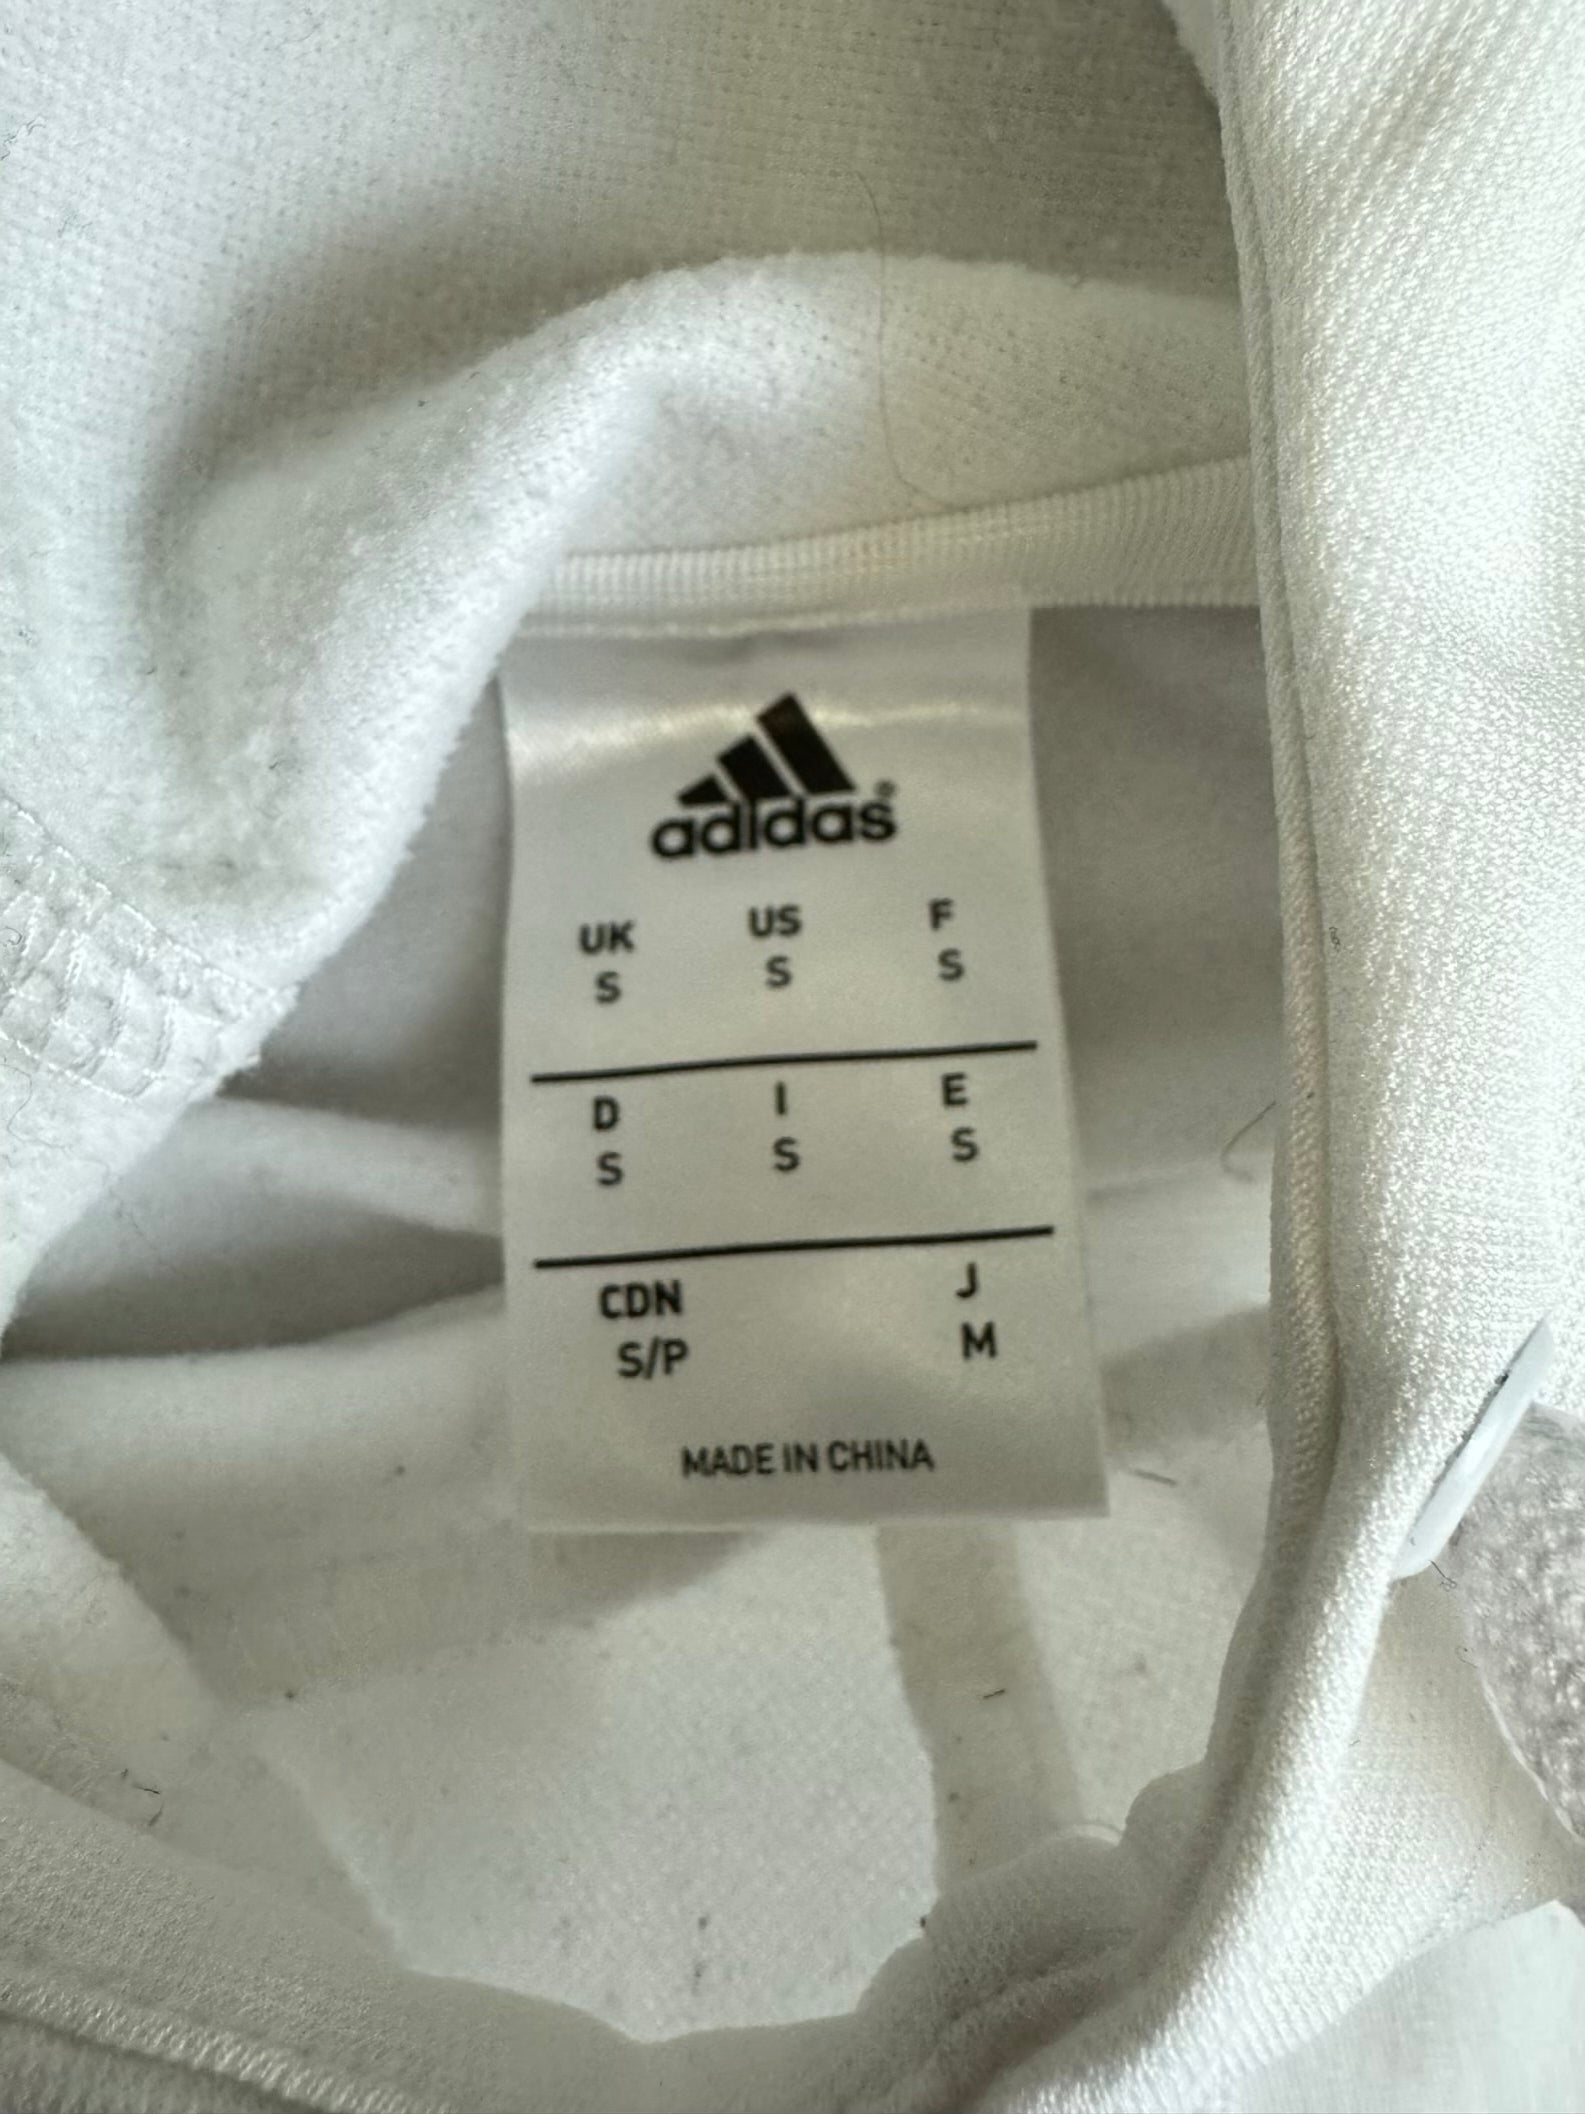 adidas®
UK US F
S S S
D I E
S S S
CDN J
S/P M
MADE IN CHINA